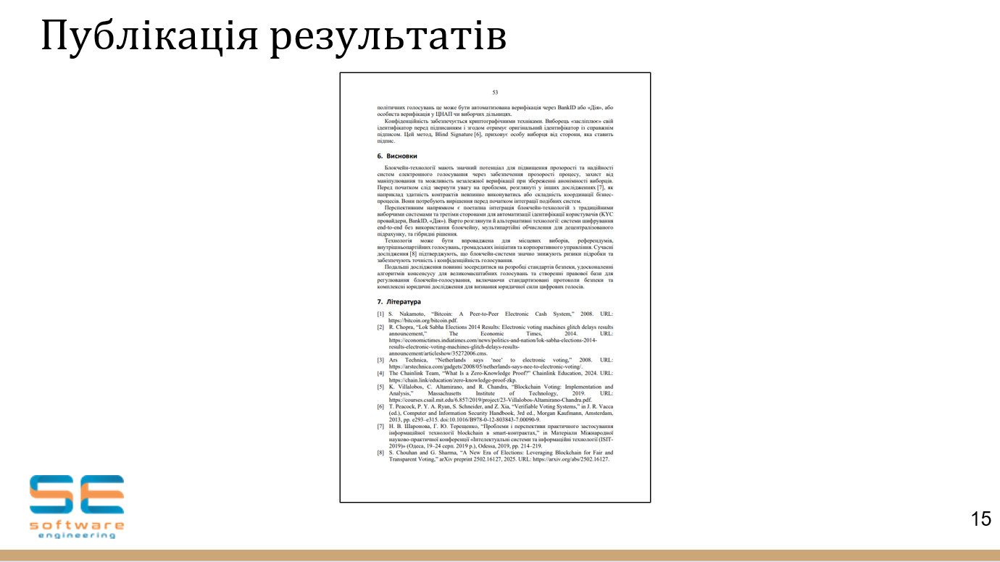 Публікація результатів
53
політичних голосувань це може бути автоматизована верифікація через BankID або «Дія», або
особиста верифікація у ЦНАП чи виборчих дільницях.
Конфіденційність забезпечується криптографічними техніками. Виборець «засліплює» свій
ідентифікатор перед підписанням і згодом отримує оригінальний ідентифікатор із справжнім
підписом. Цей метод, Blind Signature [6], приховує особу виборця від сторони, яка ставить
підпис.
6. Висновки
Блокчейн-технології мають значний потенціал для підвищення прозорості та надійності
систем електронного голосування через забезпечення прозорості процесу, захист від
маніпулювання та можливість незалежної верифікації при збереженні анонімності виборців.
Перед початком слід звернути увагу на проблеми, розглянуті у інших дослідженнях [7], як
наприклад здатність контрактів невпинно виконуватись або складність координації бізнес-
процесів. Вони потребують вирішення перед початком інтеграції подібних систем.
Перспективним напрямком є поетапна інтеграція блокчейн-технологій з традиційними
виборчими системами та третіми сторонами для автоматизації ідентифікації користувачів (KYC
провайдери, BankID, «Дія»). Варто розглянути й альтернативні технології: системи шифрування
end-to-end без використання блокчейну, мультипартійні обчислення для децентралізованого
підрахунку, та гібридні рішення.
Технологія може бути впроваджена для місцевих виборів, референдумів,
внутрішньопартійних голосувань, громадських ініціатив та корпоративного управління. Сучасні
дослідження [8] підтверджують, що блокчейн-системи значно знижують ризики підробки та
забезпечують точність і конфіденційність голосування.
Подальші дослідження повинні зосередитися на розробці стандартів безпеки, удосконаленні
алгоритмів консенсусу для великомасштабних голосувань та створенні правової бази для
регулювання блокчейн-голосування, включаючи стандартизовані протоколи безпеки та
комплексні юридичні дослідження для визнання юридичної сили цифрових голосів.
7. Література
[1] S. Nakamoto, “Bitcoin: A Peer-to-Peer Electronic Cash System,” 2008. URL:
https://bitcoin.org/bitcoin.pdf.
[2] R. Chopra, “Lok Sabha Elections 2014 Results: Electronic voting machines glitch delays results
announcement,” The Economic Times, 2014. URL:
https://economictimes.indiatimes.com/news/politics-and-nation/lok-sabha-elections-2014-
results-electronic-voting-machines-glitch-delays-results-
announcement/articleshow/35272006.cms.
[3] Ars Technica, “Netherlands says ‘nee’ to electronic voting,” 2008. URL:
https://arstechnica.com/gadgets/2008/05/netherlands-says-nee-to-electronic-voting/.
[4] The Chainlink Team, “What Is a Zero-Knowledge Proof?” Chainlink Education, 2024. URL:
https://chain.link/education/zero-knowledge-proof-zkp.
[5] K. Villalobos, C. Altamirano, and R. Chandra, “Blockchain Voting: Implementation and
Analysis,” Massachusetts Institute of Technology, 2019. URL:
https://courses.csail.mit.edu/6.857/2019/project/23-Villalobos-Altamirano-Chandra.pdf.
[6] T. Peacock, P. Y. A. Ryan, S. Schneider, and Z. Xia, “Verifiable Voting Systems,” in J. R. Vacca
(ed.), Computer and Information Security Handbook, 3rd ed., Morgan Kaufmann, Amsterdam,
2013, pp. e293–e315. doi:10.1016/B978-0-12-803843-7.00090-9.
[7] Н. В. Шаронова, Г. Ю. Терещенко, “Проблеми і перспективи практичного застосування
інформаційної технології blockchain в smart-контрактах,” in Матеріали Міжнародної
науково-практичної конференції «Інтелектуальні системи та інформаційні технології (ISIT-
2019)» (Одеса, 19–24 серп. 2019 р.), Odessa, 2019, pp. 214–219.
[8] S. Chouhan and G. Sharma, “A New Era of Elections: Leveraging Blockchain for Fair and
Transparent Voting,” arXiv preprint 2502.16127, 2025. URL: https://arxiv.org/abs/2502.16127.
SE
software
engineering
15